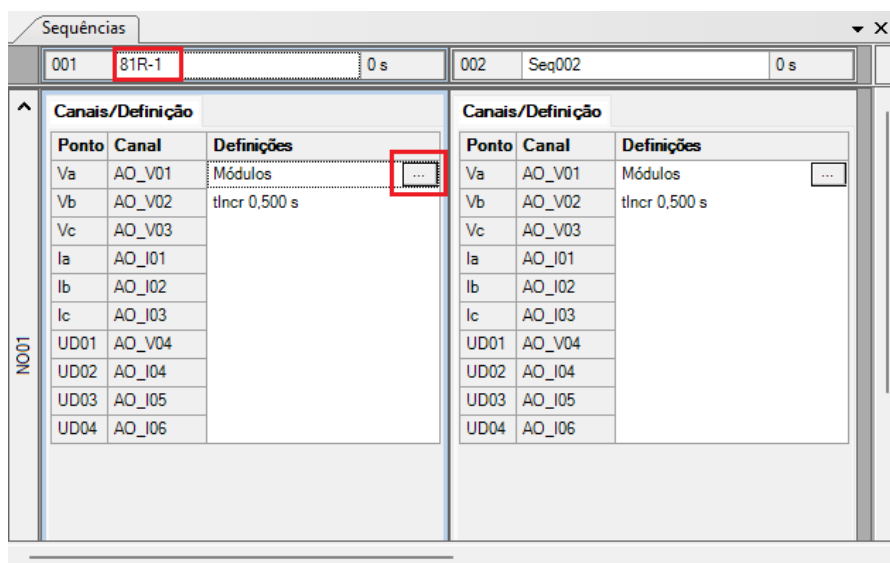 Sequências
001 81R-1 0 s 002 Seq002 0 s
Canais/Definição Canais/Definição
Ponto Canal Definições Ponto Canal Definições
Va AO_V01 Módulos ... Va AO_V01 Módulos ...
Vb AO_V02 tIncr 0,500 s Vb AO_V02 tIncr 0,500 s
Vc AO_V03 Vc AO_V03
Ia AO_I01 Ia AO_I01
Ib AO_I02 Ib AO_I02
Ic AO_I03 Ic AO_I03
UD01 AO_V04 UD01 AO_V04
UD02 AO_I04 UD02 AO_I04
UD03 AO_I05 UD03 AO_I05
UD04 AO_I06 UD04 AO_I06
NO01